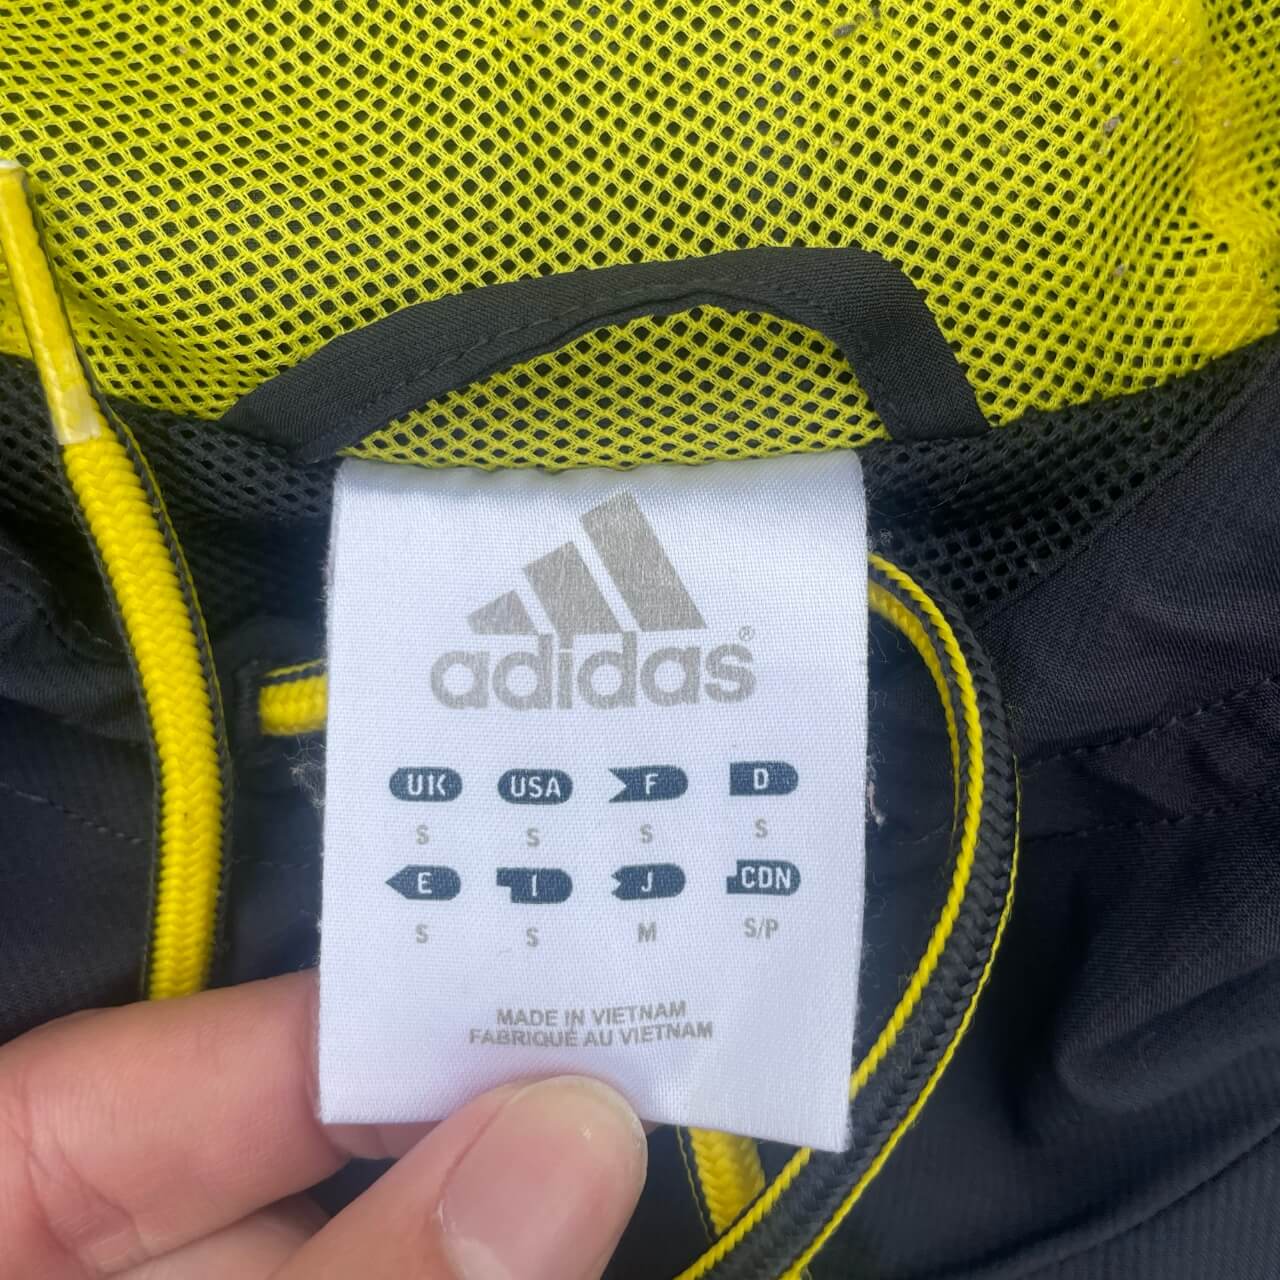 adidas®
UK USA F D
S S S S
E I J CDN
S S M S/P
MADE IN VIETNAM
FABRIQUÉ AU VIETNAM